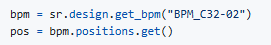 bpm = sr.design.get_bpm("BPM_C32-02")
pos = bpm.positions.get()